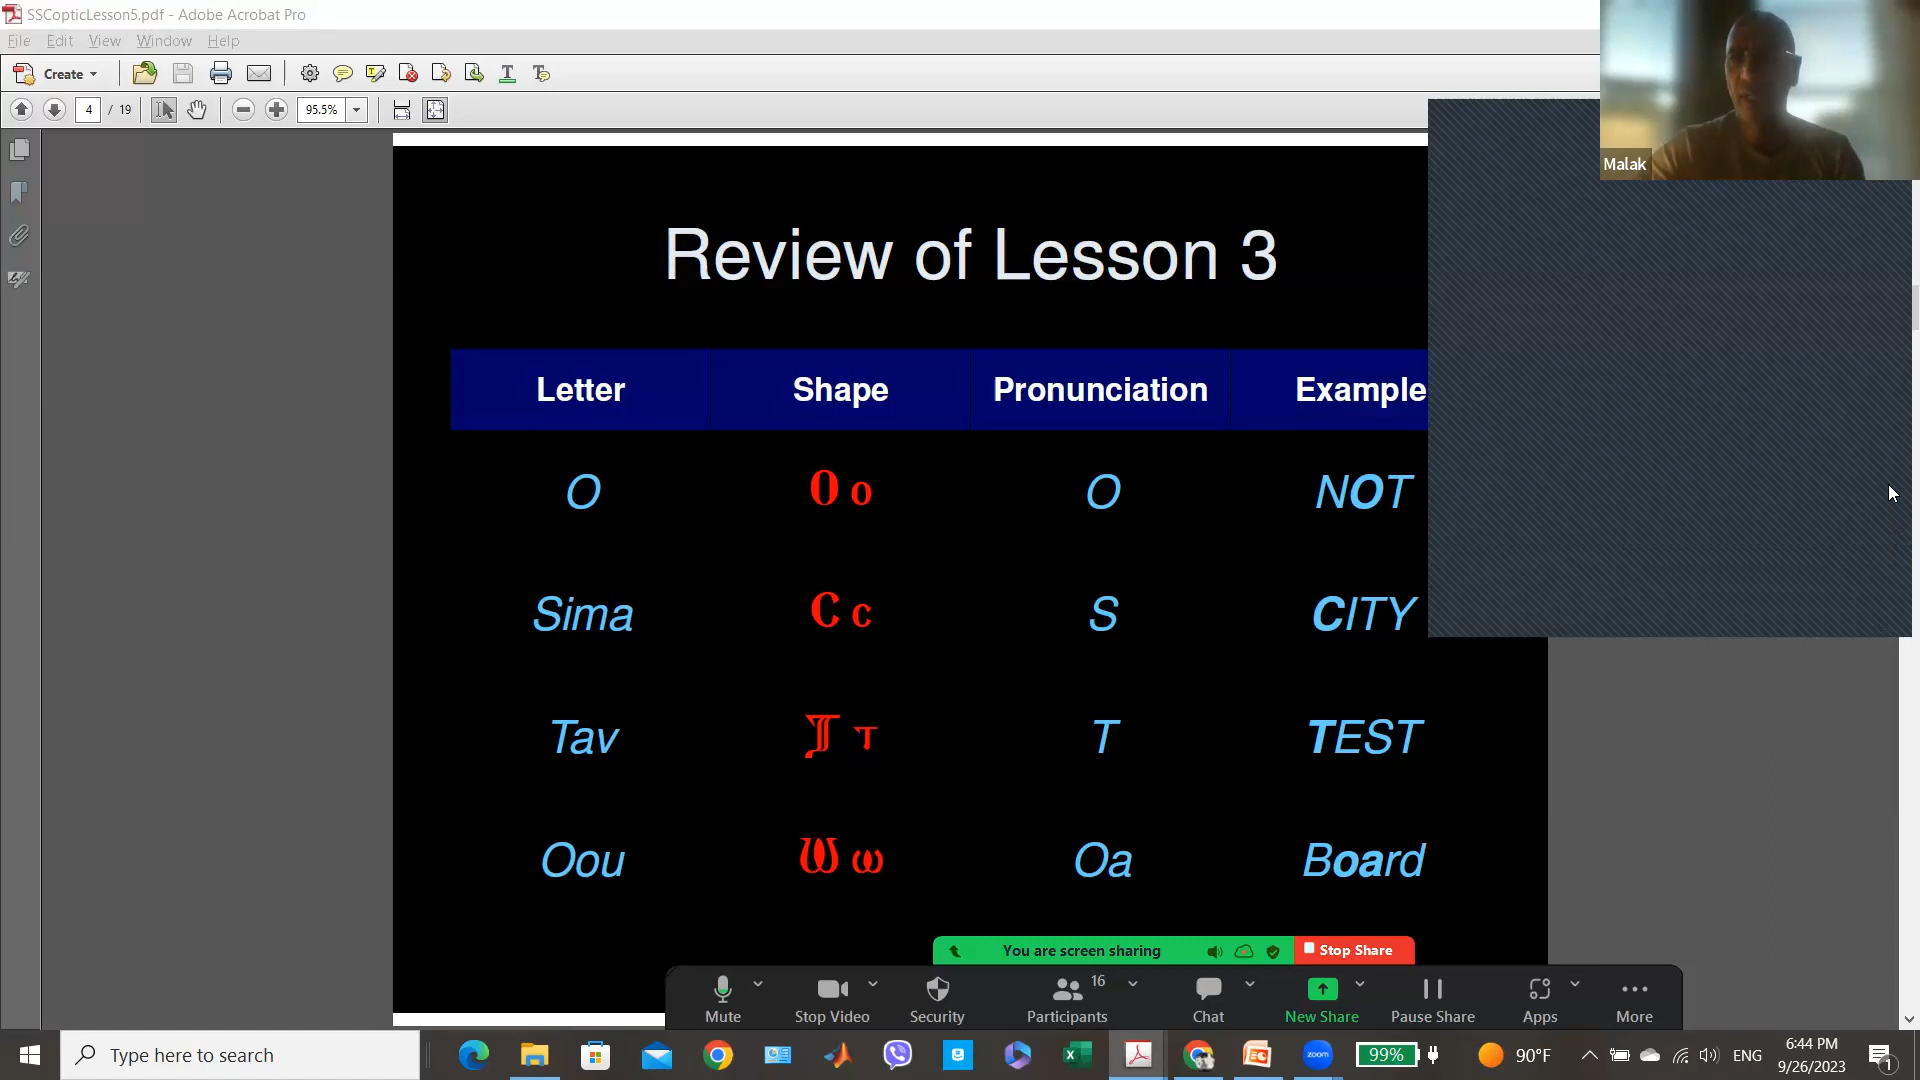 SSCopticLesson5.pdf - Adobe Acrobat Pro
File Edit View Window Help
Create
4 / 19 95.5%
Malak
Review of Lesson 3
Letter Shape Pronunciation Example
O Ⲟ ⲟ O NOT
Sima Ⲥ ⲥ S CITY
Tav Ⲧ ⲧ T TEST
Oou Ⲱ ⲱ Oa Board
You are screen sharing Stop Share
16
Mute Stop Video Security Participants Chat New Share Pause Share Apps More
Type here to search
zoom 99% 90°F ENG 6:44 PM
9/26/2023 1